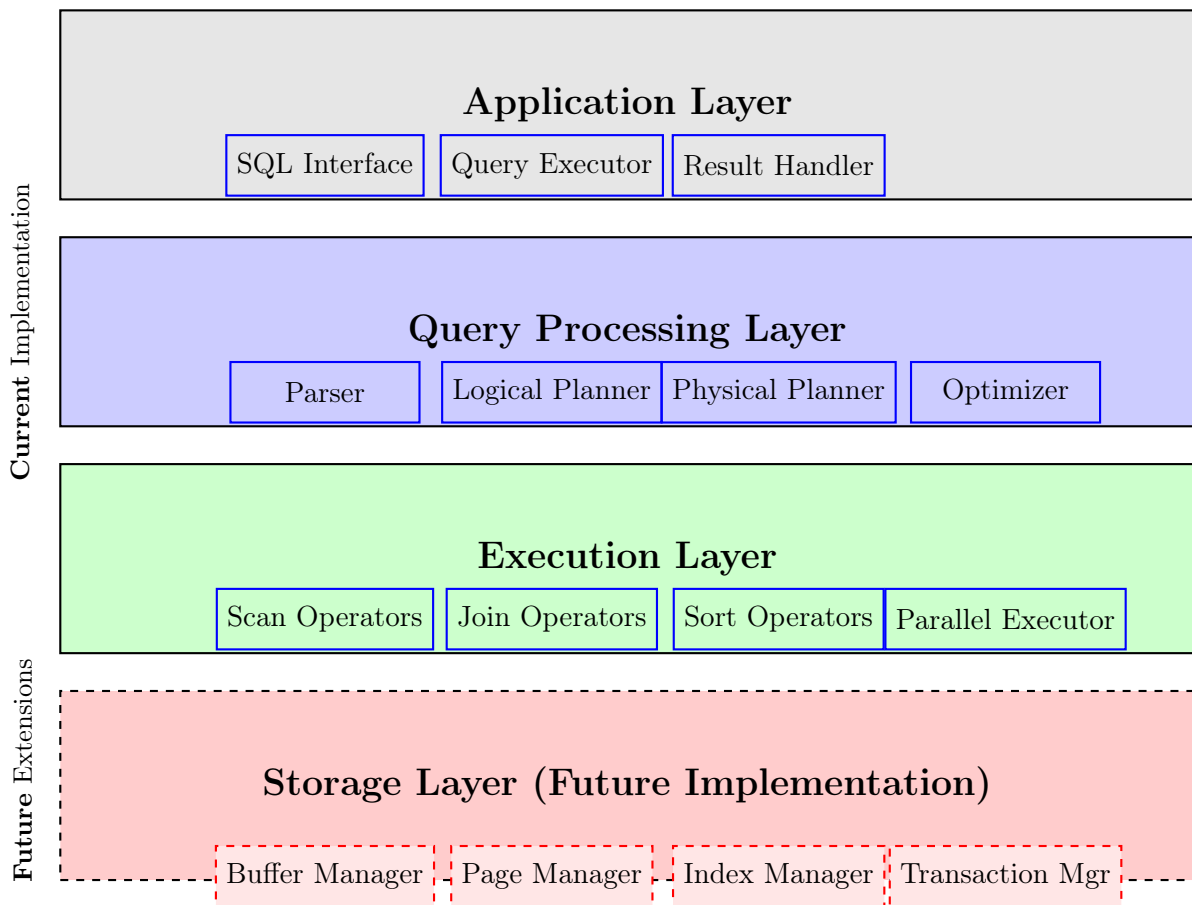 Application Layer
SQL Interface
Query Executor
Result Handler
Current Implementation
Query Processing Layer
Parser
Logical Planner
Physical Planner
Optimizer
Execution Layer
Scan Operators
Join Operators
Sort Operators
Parallel Executor
Future Extensions
Storage Layer (Future Implementation)
Buffer Manager
Page Manager
Index Manager
Transaction Mgr